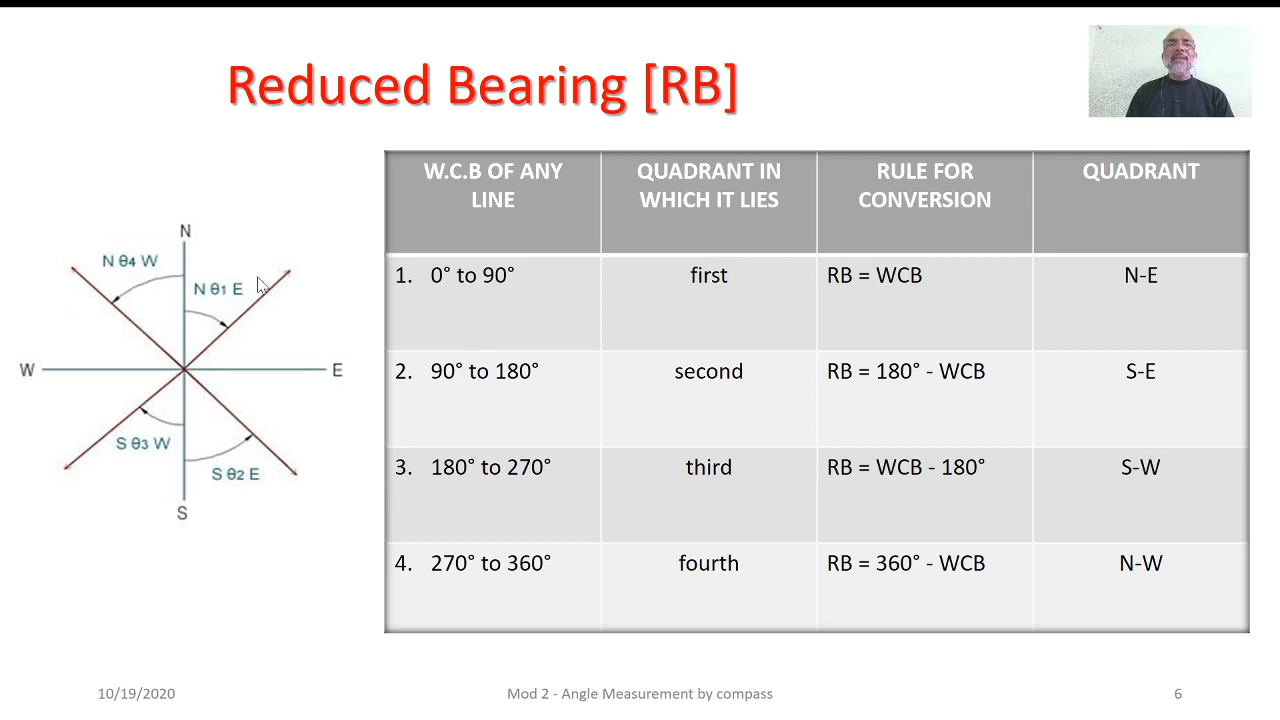 Reduced Bearing [RB]
N
N θ4 W
N θ1 E
W
E
S θ3 W
S θ2 E
S
W.C.B OF ANY LINE
QUADRANT IN WHICH IT LIES
RULE FOR CONVERSION
QUADRANT
1. 0° to 90°
first
RB = WCB
N-E
2. 90° to 180°
second
RB = 180° - WCB
S-E
3. 180° to 270°
third
RB = WCB - 180°
S-W
4. 270° to 360°
fourth
RB = 360° - WCB
N-W
10/19/2020
Mod 2 - Angle Measurement by compass
6